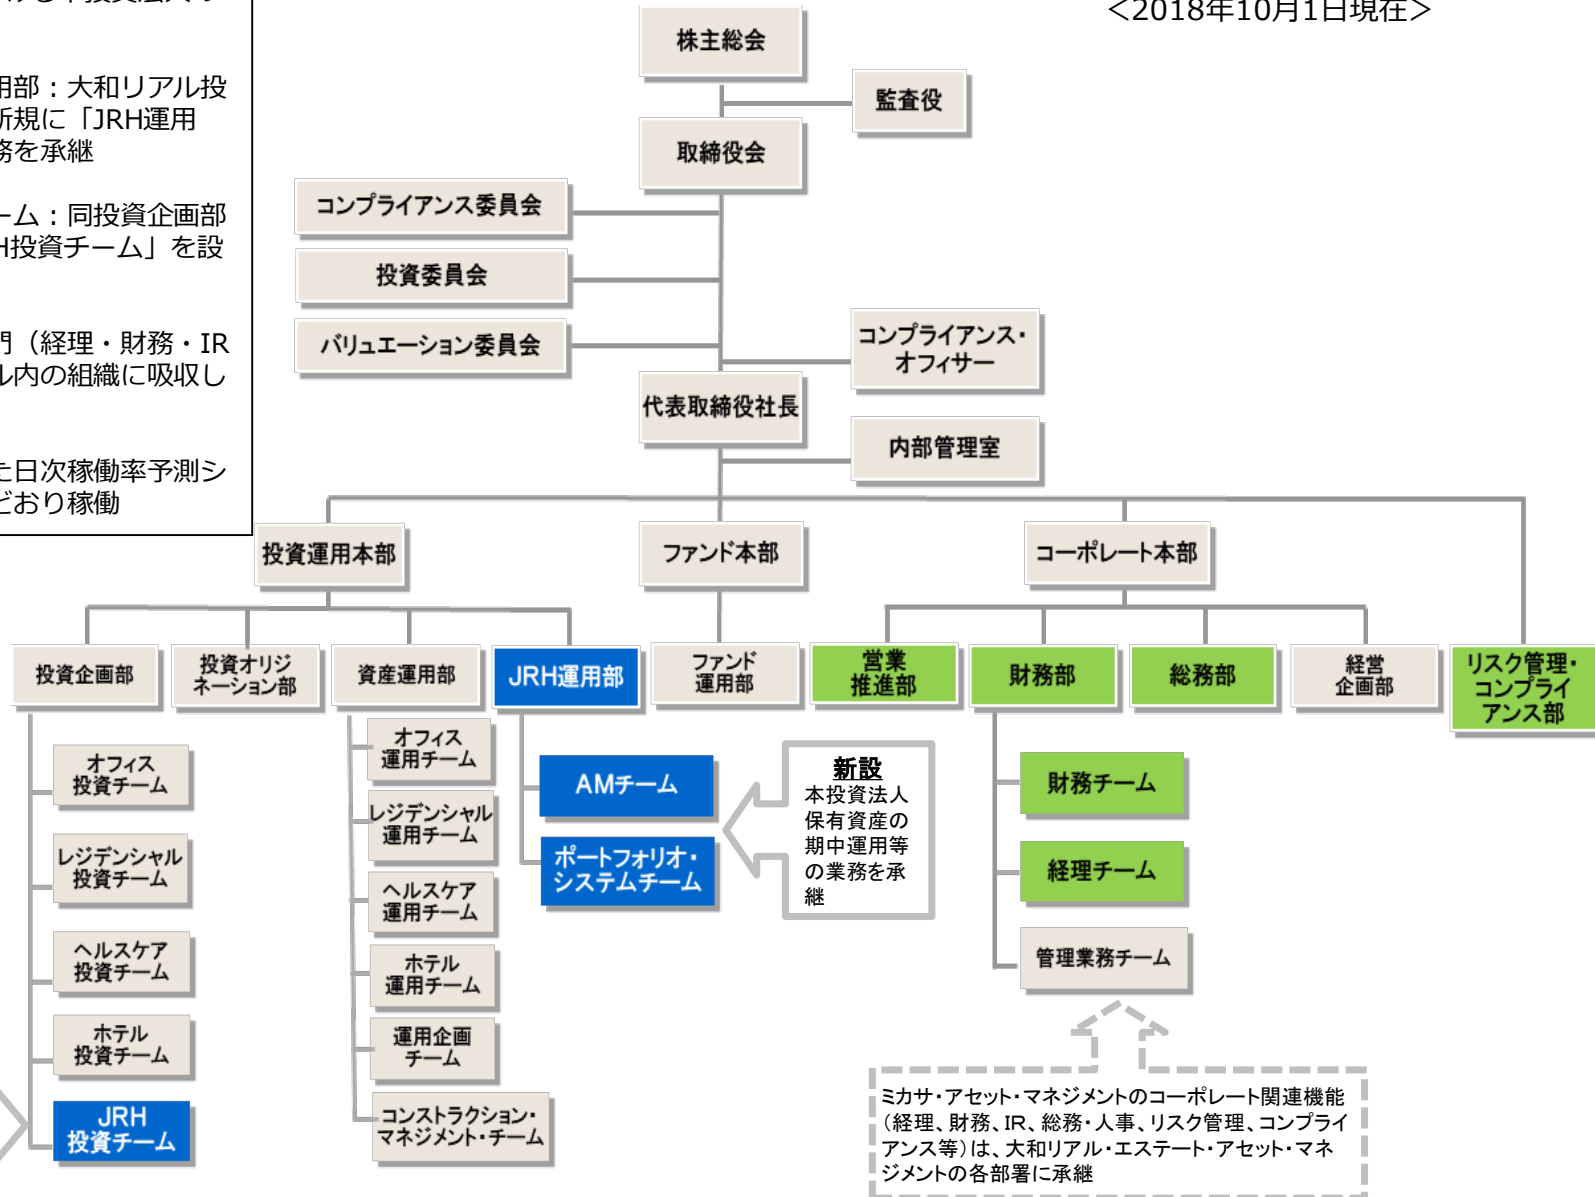 <2018年10月1日現在>
用部：大和リアル投
新規に「JRH運用
務を承継
ーム：同投資企画部
H投資チーム」を設
門（経理・財務・IR
ル内の組織に吸収し
た日次稼働率予測シ
どおり稼働
株主総会
監査役
取締役会
コンプライアンス委員会
投資委員会
バリュエーション委員会
コンプライアンス・
オフィサー
代表取締役社長
内部管理室
投資運用本部
ファンド本部
コーポレート本部
投資企画部
投資オリジ
ネーション部
資産運用部
JRH運用部
ファンド
運用部
営業
推進部
財務部
総務部
経営
企画部
リスク管理・
コンプライ
アンス部
オフィス
投資チーム
レジデンシャル
投資チーム
ヘルスケア
投資チーム
ホテル
投資チーム
JRH
投資チーム
オフィス
運用チーム
レジデンシャル
運用チーム
ヘルスケア
運用チーム
ホテル
運用チーム
運用企画
チーム
コンストラクション・
マネジメント・チーム
AMチーム
ポートフォリオ・
システムチーム
新設
本投資法人
保有資産の
期中運用等
の業務を承
継
財務チーム
経理チーム
管理業務チーム
ミカサ・アセット・マネジメントのコーポレート関連機能
（経理、財務、IR、総務・人事、リスク管理、コンプライ
アンス等）は、大和リアル・エステート・アセット・マネ
ジメントの各部署に承継